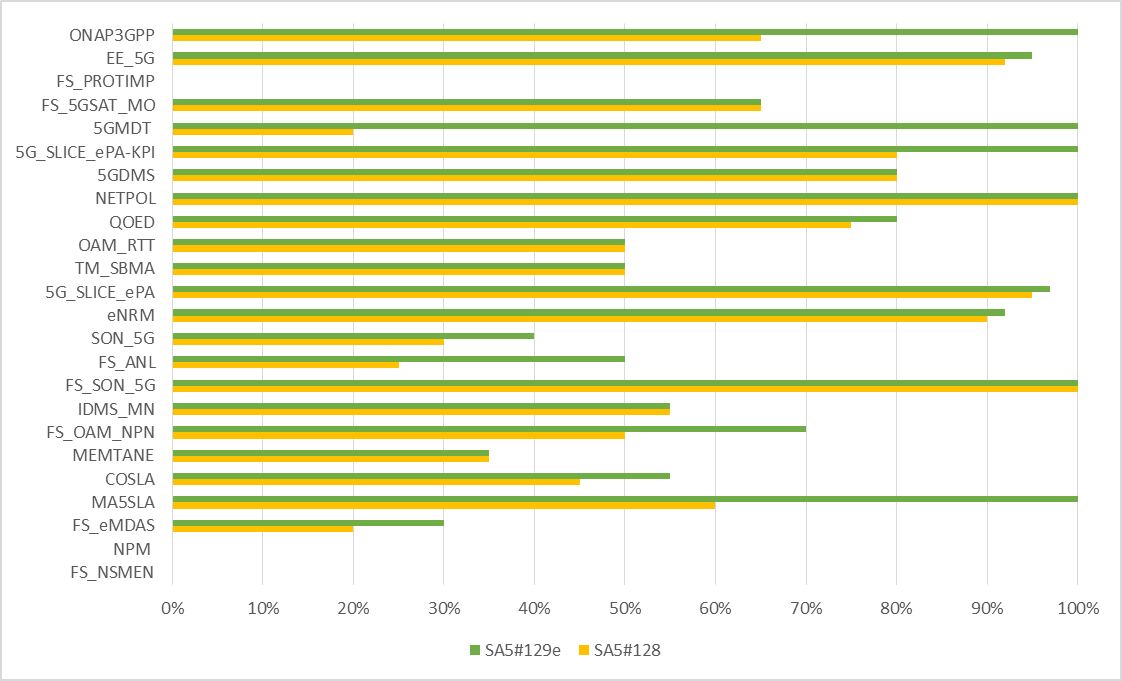 ONAP3GPP
EE_5G
FS_PROTIMP
FS_5GSAT_MO
5GMDT
5G_SLICE_ePA-KPI
5GDMS
NETPOL
QOED
OAM_RTT
TM_SBMA
5G_SLICE_ePA
eNRM
SON_5G
FS_ANL
FS_SON_5G
IDMS_MN
FS_OAM_NPN
MEMTANE
COSLA
MA5SLA
FS_eMDAS
NPM
FS_NSMEN
0% 10% 20% 30% 40% 50% 60% 70% 80% 90% 100%
SA5#129e SA5#128